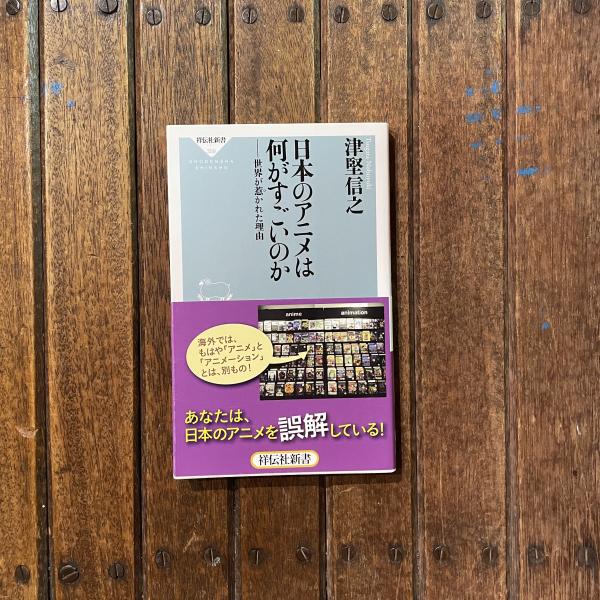 祥伝社新書
SHODENSHA
SHINSHO
津堅信之
Tsugata Nobuyuki
日本のアニメは
何がすごいのか
――世界が惹かれた理由
anime
animation
海外では、
もはや「アニメ」と
「アニメーション」
とは、別もの!
あなたは、
日本のアニメを誤解している!
祥伝社新書